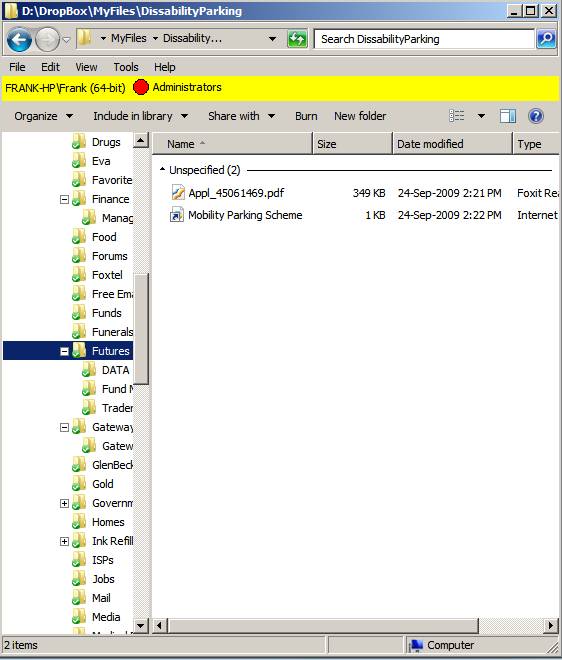 D:\DropBox\MyFiles\DissabilityParking
MyFiles Dissability...
Search DissabilityParking
File Edit View Tools Help
FRANK-HP\Frank (64-bit) Administrators
Organize Include in library Share with Burn New folder
Drugs
Eva
Favorite
Finance
Manag
Food
Forums
Foxtel
Free Ema
Funds
Funerals
Futures
DATA
Fund M
Trader
Gateway
Gatew
GlenBeck
Gold
Governm
Homes
Ink Refill
ISPs
Jobs
Mail
Media
Name Size Date modified Type
Unspecified (2)
Appl_45061469.pdf 349 KB 24-Sep-2009 2:21 PM Foxit Rea
Mobility Parking Scheme 1 KB 24-Sep-2009 2:22 PM Internet
2 items Computer